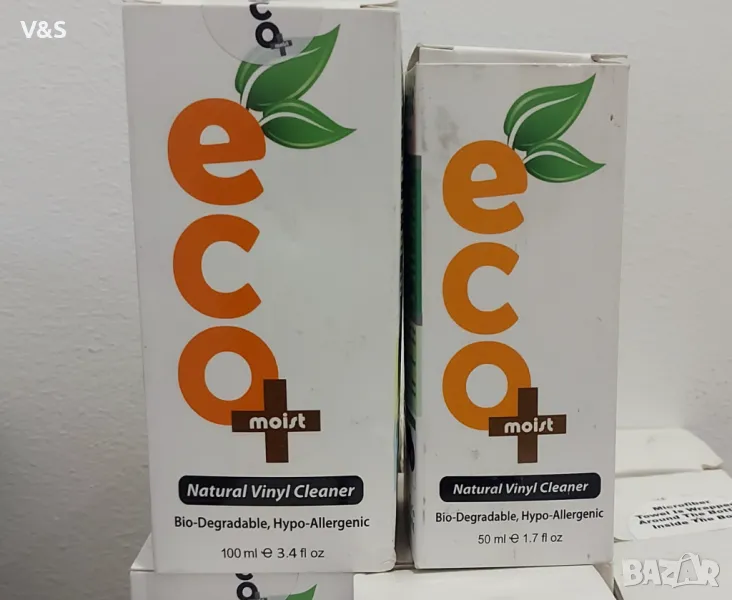 V&S
eco
moist
Natural Vinyl Cleaner
Bio-Degradable, Hypo-Allergenic
100 ml ℮ 3.4 fl oz
eco
moist
Natural Vinyl Cleaner
Bio-Degradable, Hypo-Allergenic
50 ml ℮ 1.7 fl oz
Microfiber
Towel Is Wrapped
Around The
Inside The
BAZAR